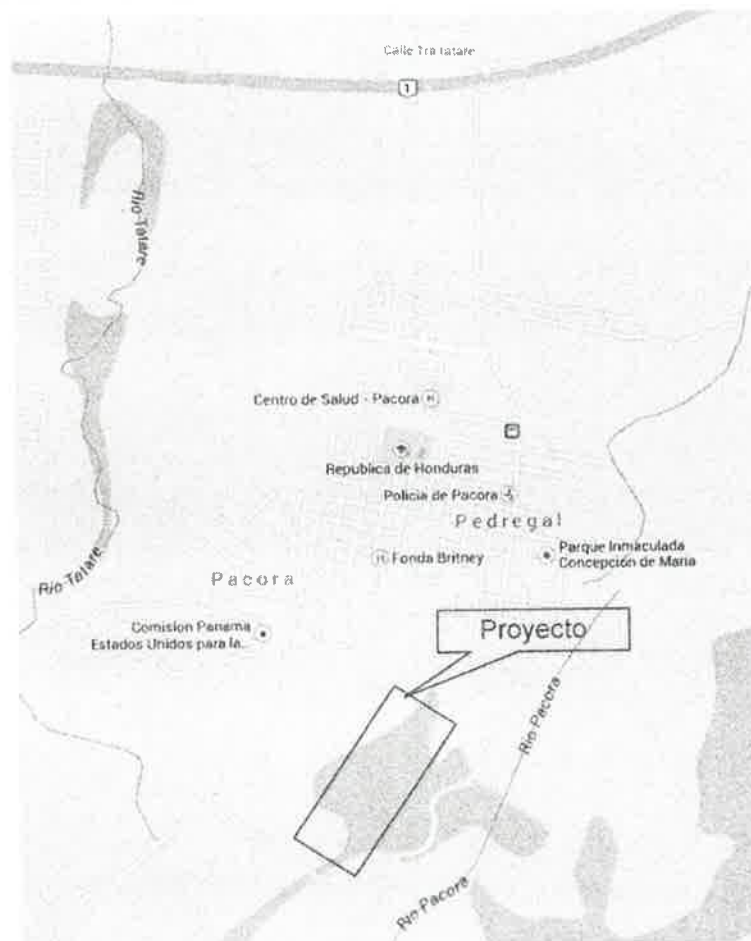 Calle Tra tatare
1
Rio Tatare
Centro de Salud - Pacora H
Republica de Honduras
Policia de Pacora
Pedregal
Fonda Britney
Parque Inmaculada
Concepción de Maria
Rio Tatare
Pacora
Comision Panama
Estados Unidos para la...
Proyecto
Rio Pacora
Rio Pacora